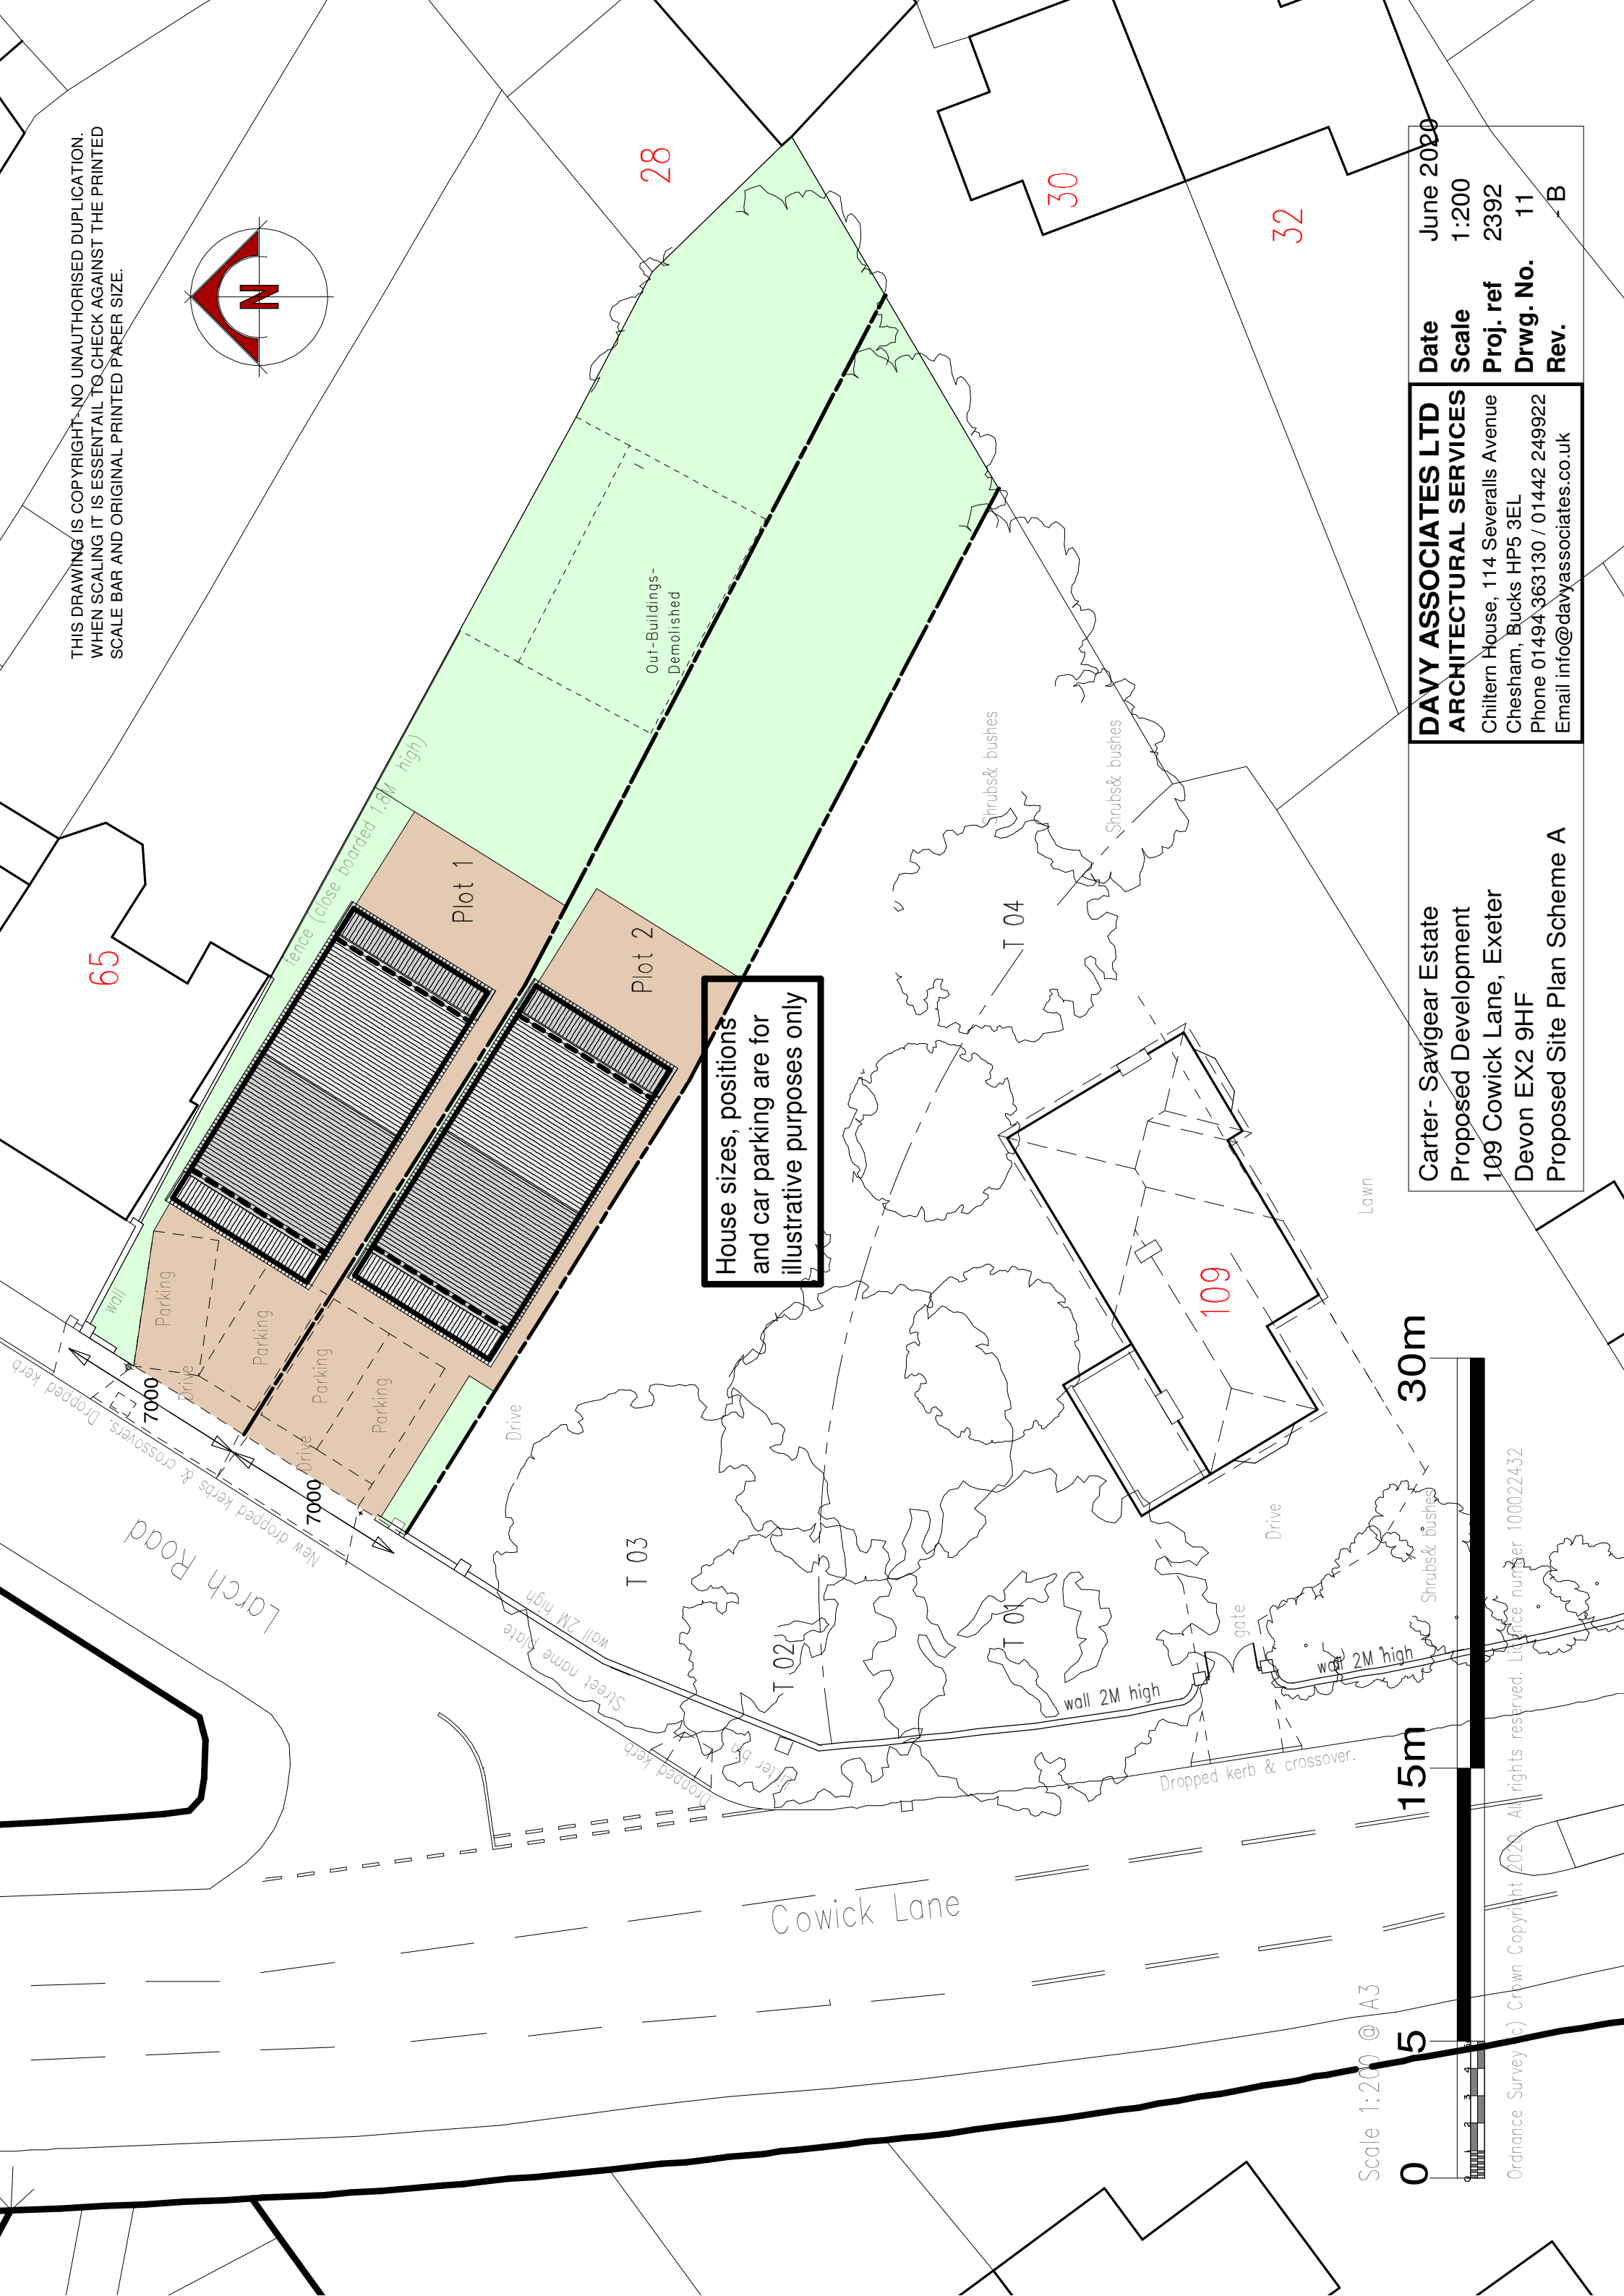 THIS DRAWING IS COPYRIGHT- NO UNAUTHORISED DUPLICATION.
WHEN SCALING IT IS ESSENTAIL TO CHECK AGAINST THE PRINTED
SCALE BAR AND ORIGINAL PRINTED PAPER SIZE.
N
65
28
30
32
fence (close boarded 1.8M high)
wall
Out-Buildings-
Demolished
Plot 1
Plot 2
Parking
Parking
Parking
Parking
Drive
Drive
7000
7000
New dropped kerbs & crossovers.
Dropped kerb
Larch Road
House sizes, positions
and car parking are for
illustrative purposes only
Drive
wall 2M high
Street name plate
Dropped kerb
litter bin
T 03
T 02
T 01
T 04
Shrubs& bushes
Shrubs& bushes
109
Lawn
Drive
gate
Shrubs& bushes
wall 2M high
wall 2M high
Dropped kerb & crossover.
Cowick Lane
Carter- Savigear Estate
Proposed Development
109 Cowick Lane, Exeter
Devon EX2 9HF
Proposed Site Plan Scheme A
DAVY ASSOCIATES LTD
ARCHITECTURAL SERVICES
Chiltern House, 114 Severalls Avenue
Chesham, Bucks HP5 3EL
Phone 01494 363130 / 01442 249922
Email info@davyassociates.co.uk
Date June 2020
Scale 1:200
Proj. ref 2392
Drwg. No. 11
Rev. - B
Scale 1:200 @ A3
0 5 15m 30m
0 1 2 3 4 5
Ordnance Survey (c) Crown Copyright 2020. All rights reserved. Licence number 100022432